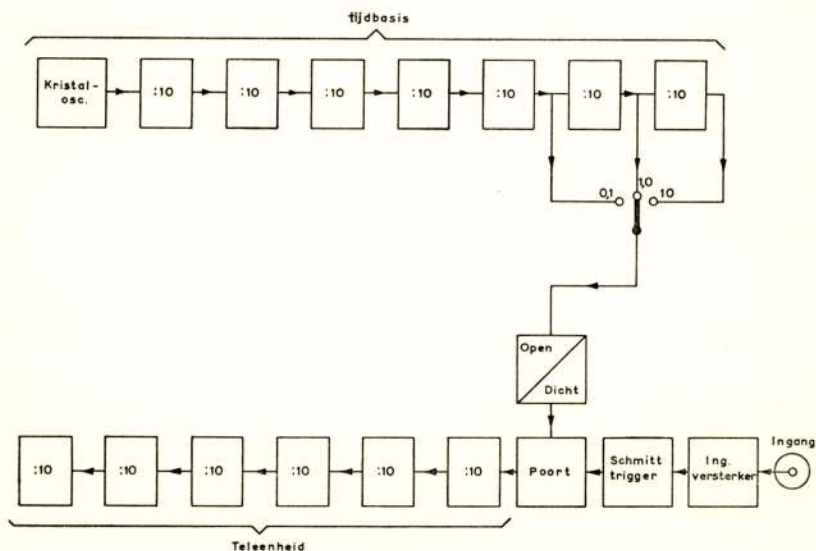 tijdbasis
Kristal-
osc.
:10
:10
:10
:10
:10
:10
:10
0,1
1,0
10
Open
Dicht
Ingang
:10
:10
:10
:10
:10
:10
Poort
Schmitt
trigger
Ing.
versterker
Teleenheid